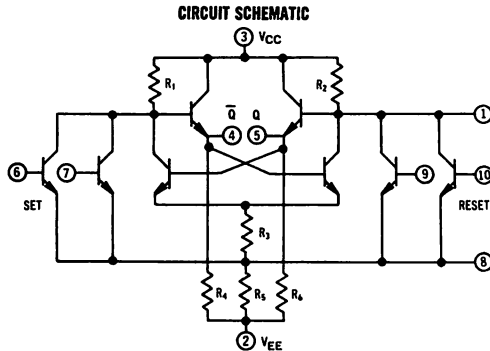 CIRCUIT SCHEMATIC
3 VCC
R1 R2
Q̅ Q
4 5 1
6 7 9 10
SET RESET
R3
8
R4 R5 R6
2 VEE